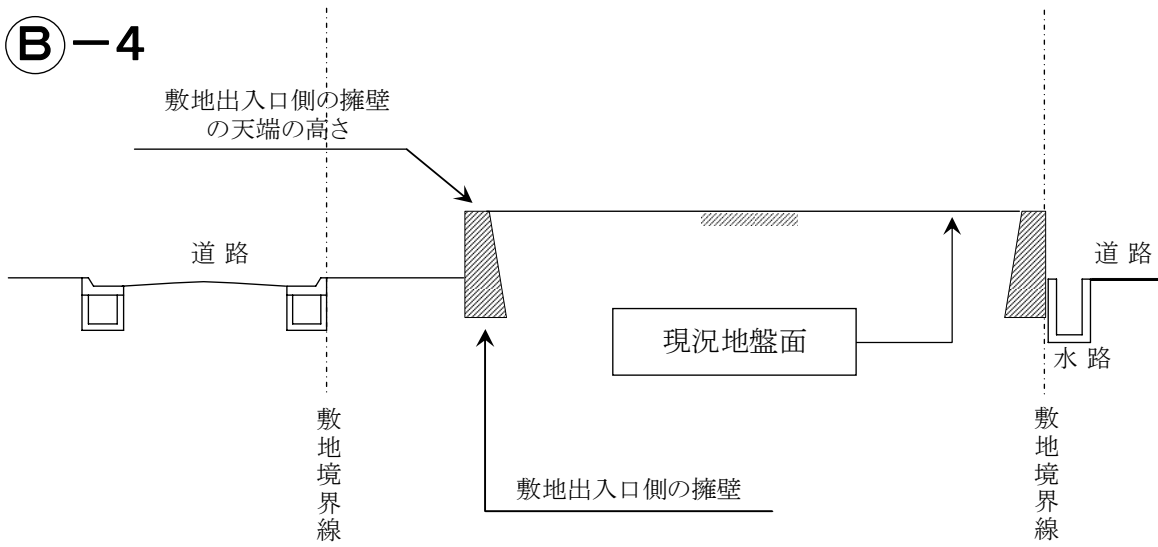 Ⓑ－4
敷地出入口側の擁壁
の天端の高さ
道 路
道 路
現況地盤面
水 路
敷地境界線
敷地境界線
敷地出入口側の擁壁